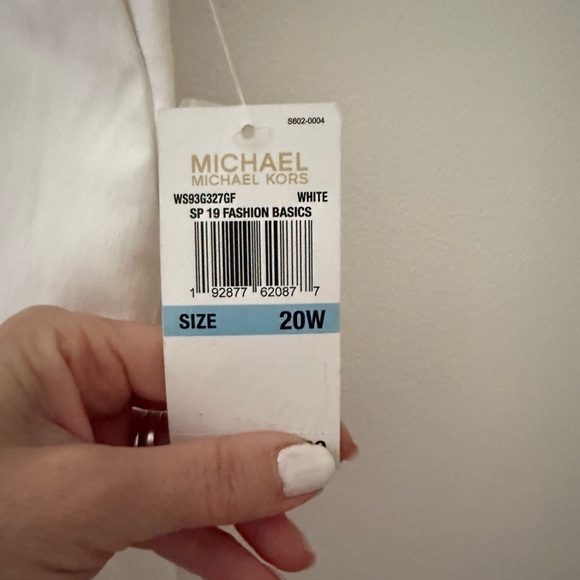 S602-0004
MICHAEL
MICHAEL KORS
WS93G327GF WHITE
SP 19 FASHION BASICS
1 92877 62087 7
SIZE 20W